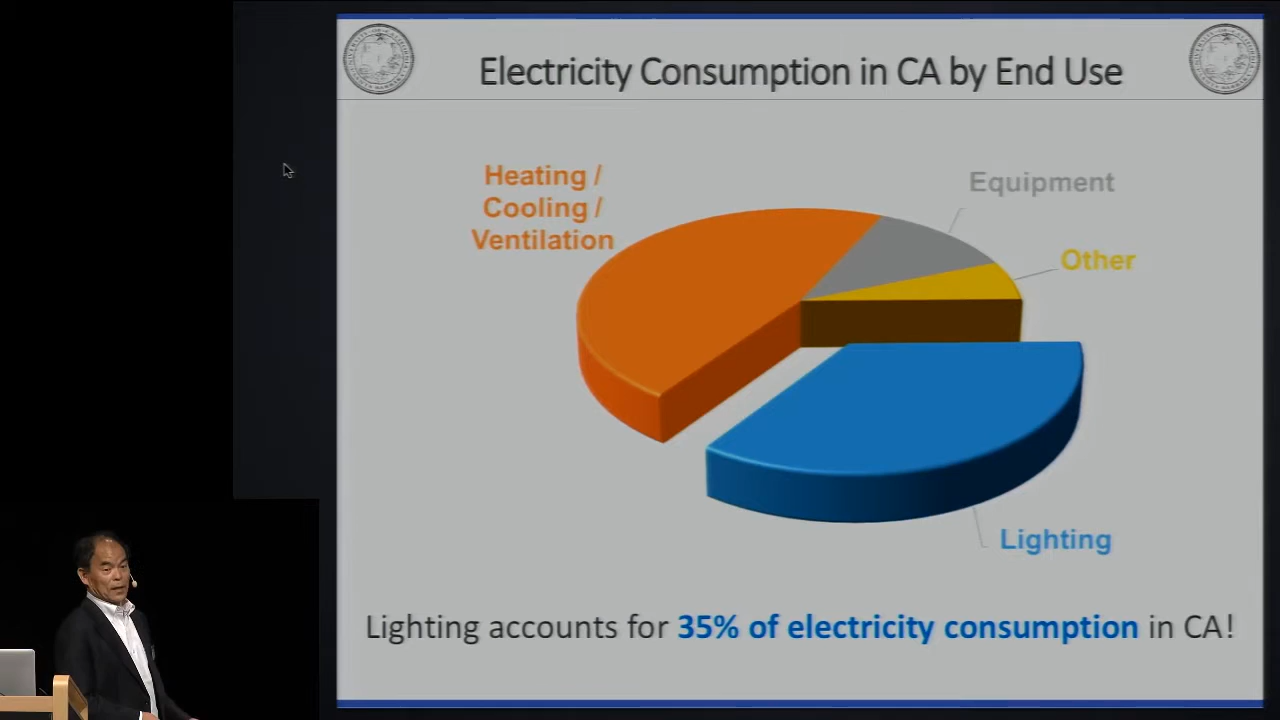 Electricity Consumption in CA by End Use
Heating /
Cooling /
Ventilation
Equipment
Other
Lighting
Lighting accounts for 35% of electricity consumption in CA!